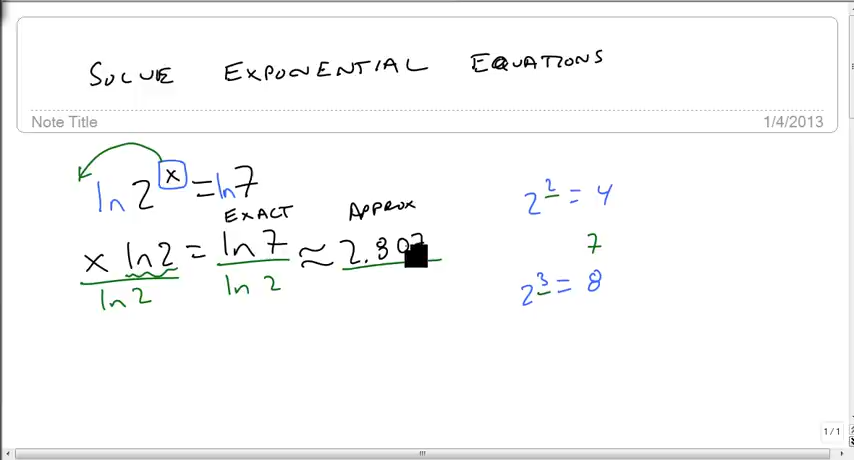 SOLVE EXPONENTIAL EQUATIONS
Note Title 1/4/2013
ln 2^x = ln 7
EXACT APPROX
x ln 2 = ln 7 ≈ 2.807
ln 2 ln 2
2^2 = 4
7
2^3 = 8
1 / 1